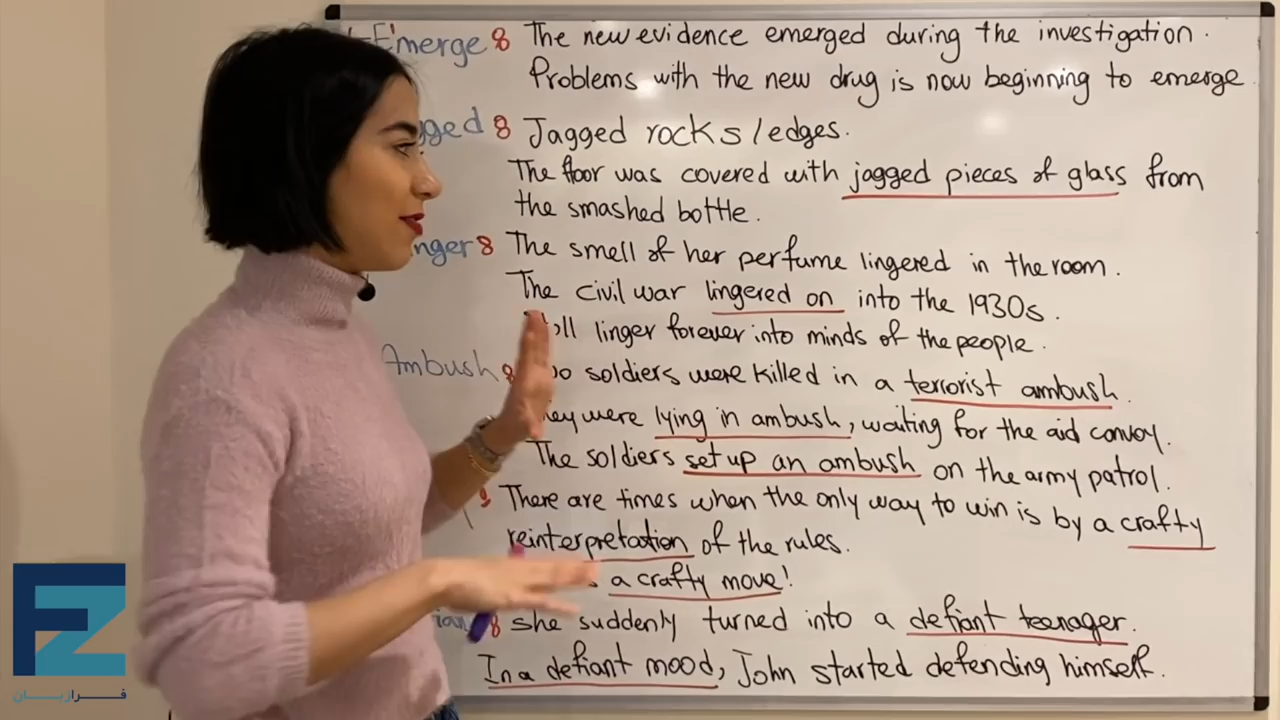 Emerge : The new evidence emerged during the investigation.
Problems with the new drug is now beginning to emerge
gged : Jagged rocks/edges.
The floor was covered with jagged pieces of glass from
the smashed bottle.
nger : The smell of her perfume lingered in the room.
The civil war lingered on into the 1930s.
ll linger forever into minds of the people.
Ambush : wo soldiers were killed in a terrorist ambush.
hey were lying in ambush, waiting for the aid convoy.
The soldiers set up an ambush on the army patrol.
There are times when the only way to win is by a crafty
reinterpretation of the rules.
a crafty move!
: she suddenly turned into a defiant teenager.
In a defiant mood, John started defending himself.
FZ
فرازبان